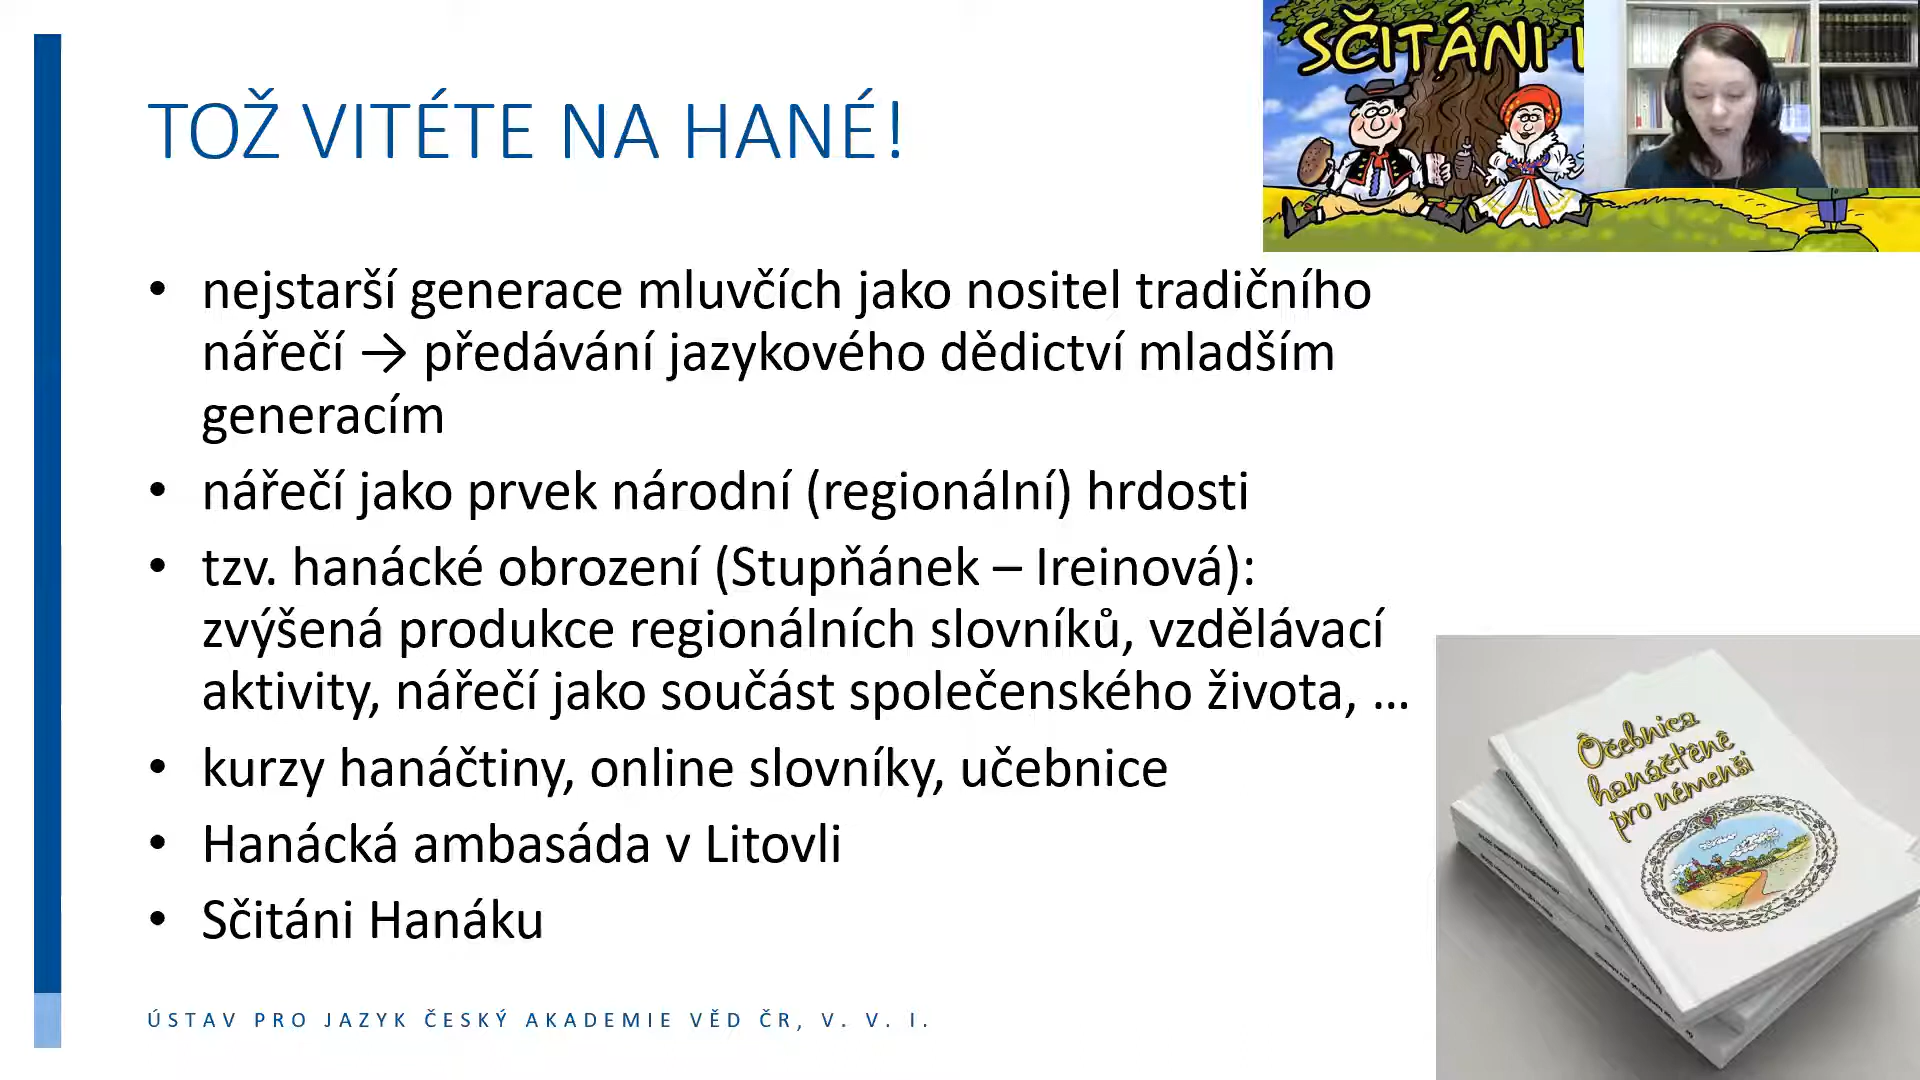 TOŽ VITÉTE NA HANÉ!
SČITÁNI
• nejstarší generace mluvčích jako nositel tradičního
nářečí → předávání jazykového dědictví mladším
generacím
• nářečí jako prvek národní (regionální) hrdosti
• tzv. hanácké obrození (Stupňánek – Ireinová):
zvýšená produkce regionálních slovníků, vzdělávací
aktivity, nářečí jako součást společenského života, ...
• kurzy hanáčtiny, online slovníky, učebnice
• Hanácká ambasáda v Litovli
• Sčitáni Hanáku
Ôčebnica
hanáčtênê
pro némenši
ÚSTAV PRO JAZYK ČESKÝ AKADEMIE VĚD ČR, V. V. I.